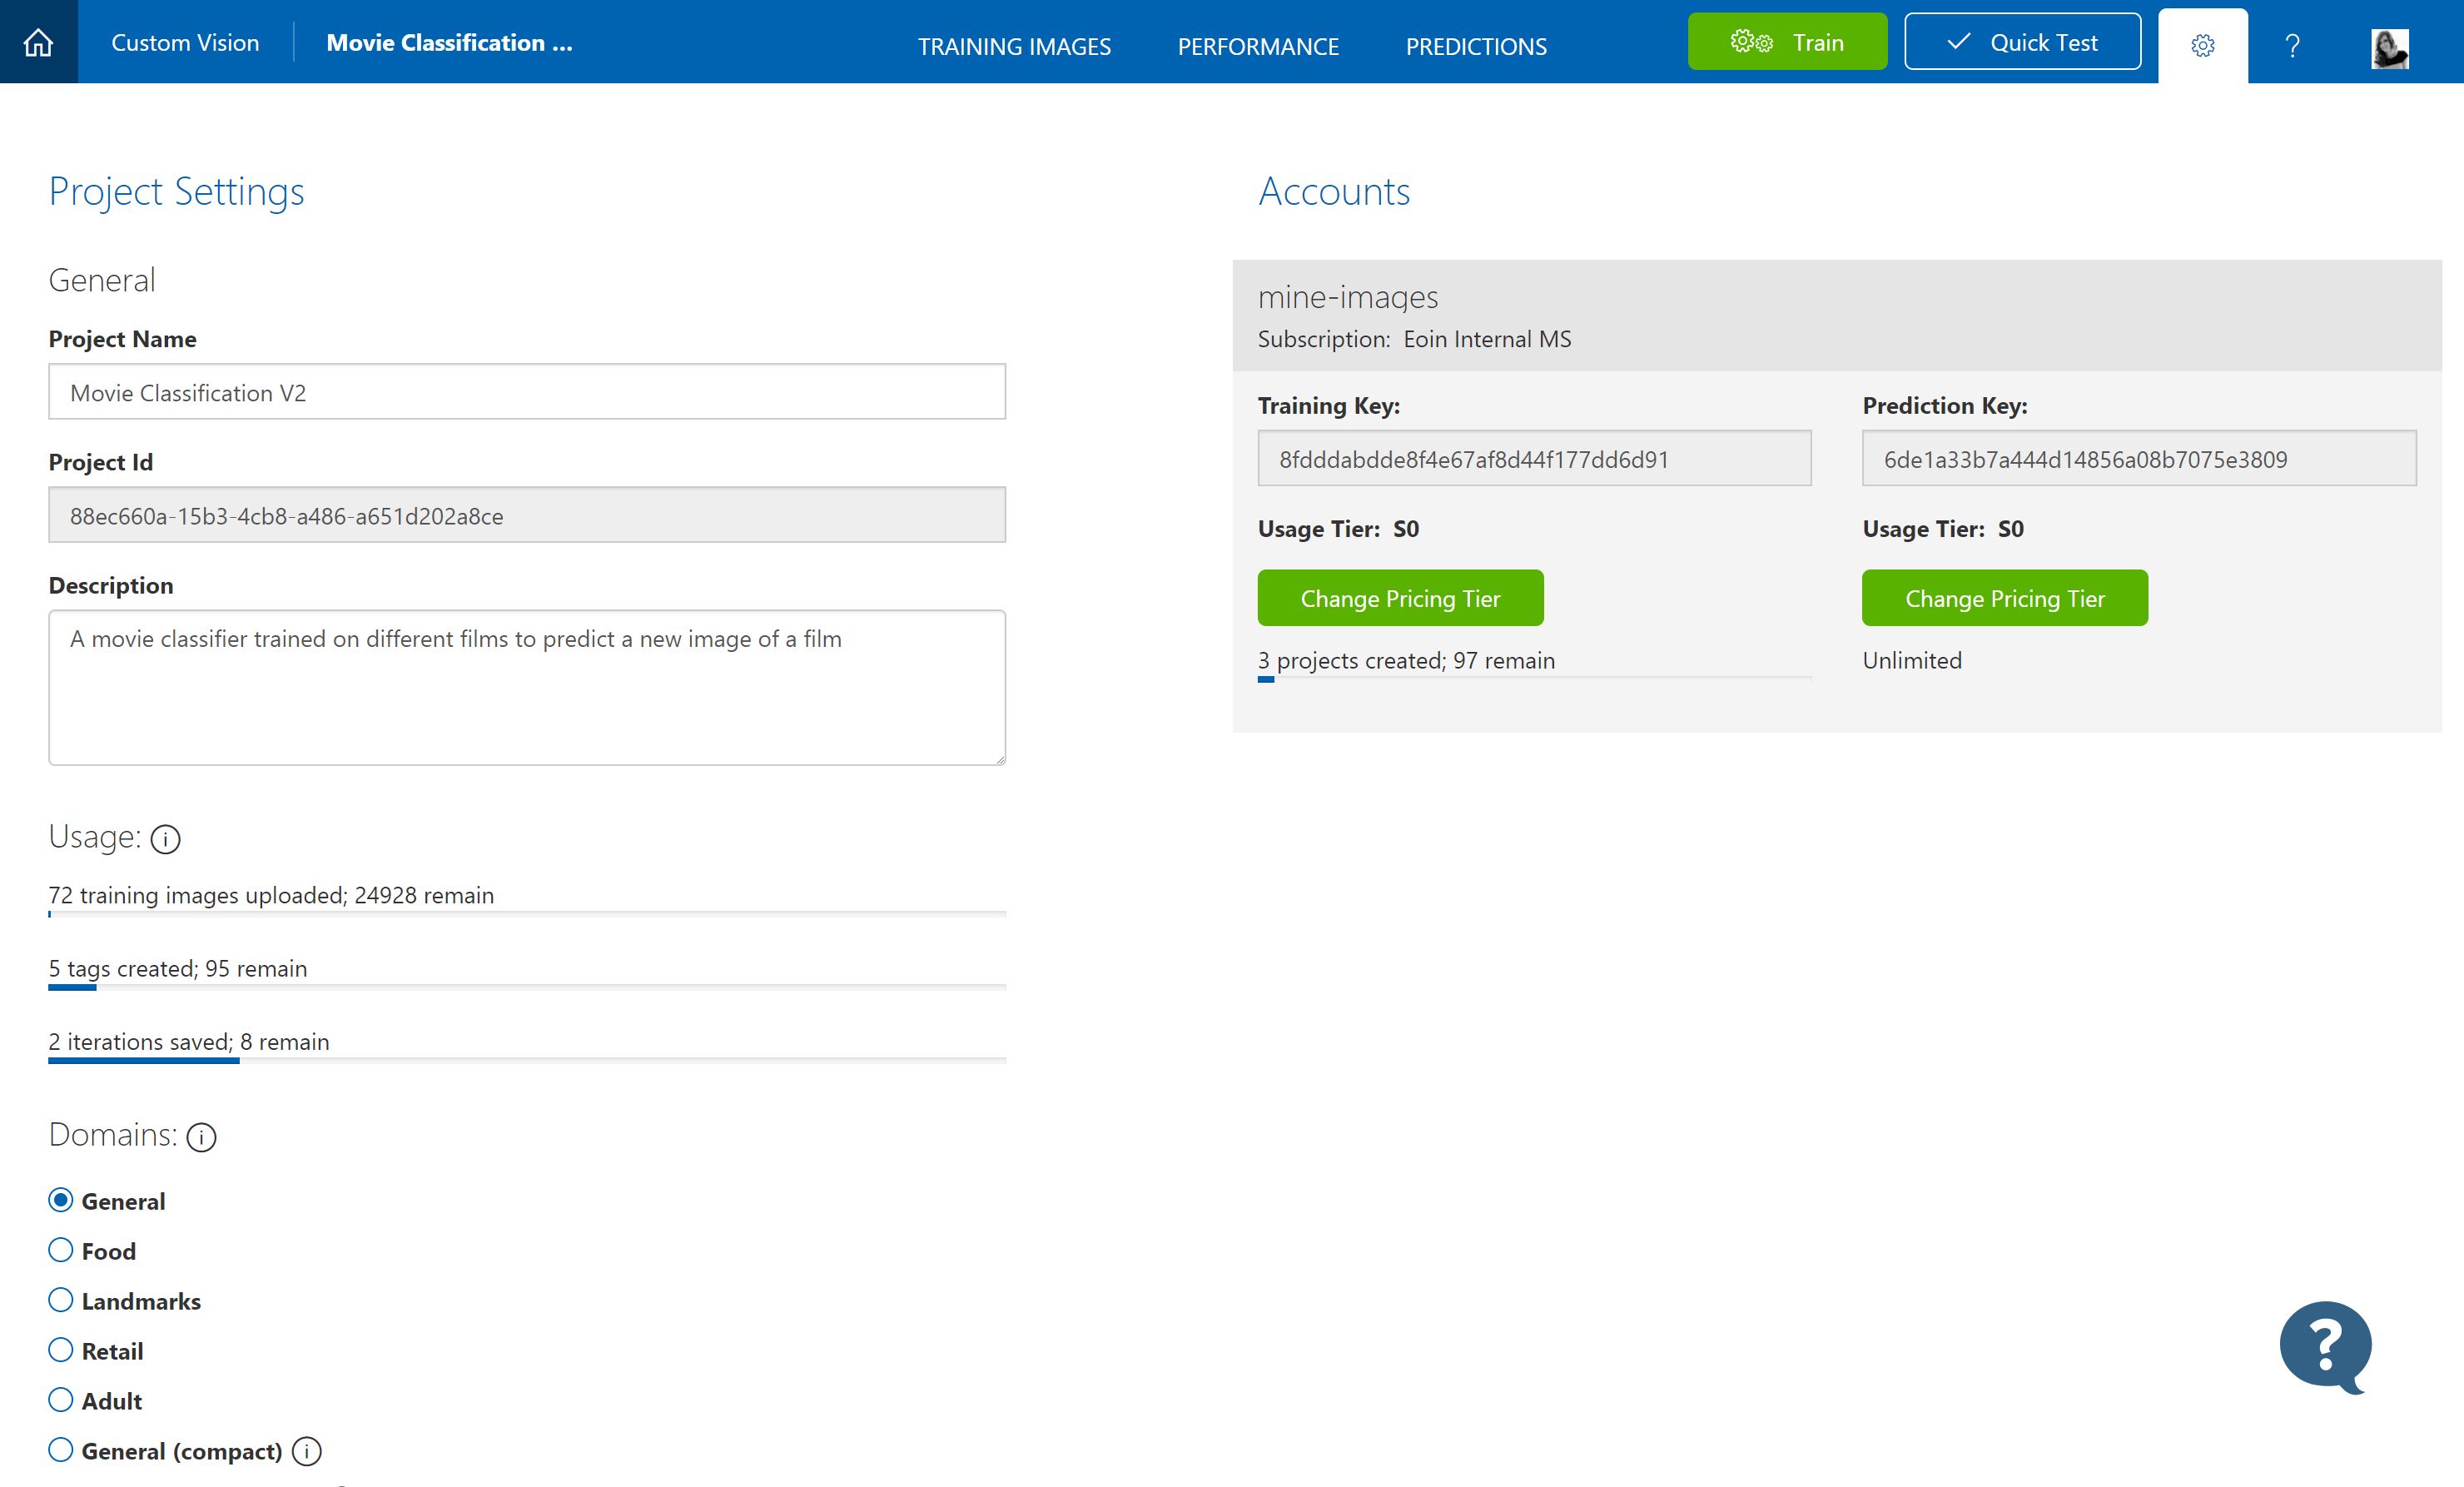 Custom Vision
Movie Classification ...
TRAINING IMAGES
PERFORMANCE
PREDICTIONS
Train
Quick Test
?
Project Settings
General
Project Name
Movie Classification V2
Project Id
88ec660a-15b3-4cb8-a486-a651d202a8ce
Description
A movie classifier trained on different films to predict a new image of a film
Usage:
72 training images uploaded; 24928 remain
5 tags created; 95 remain
2 iterations saved; 8 remain
Domains:
General
Food
Landmarks
Retail
Adult
General (compact)
Accounts
mine-images
Subscription: Eoin Internal MS
Training Key:
8fdddabdde8f4e67af8d44f177dd6d91
Usage Tier: S0
Change Pricing Tier
3 projects created; 97 remain
Prediction Key:
6de1a33b7a444d14856a08b7075e3809
Usage Tier: S0
Change Pricing Tier
Unlimited
?